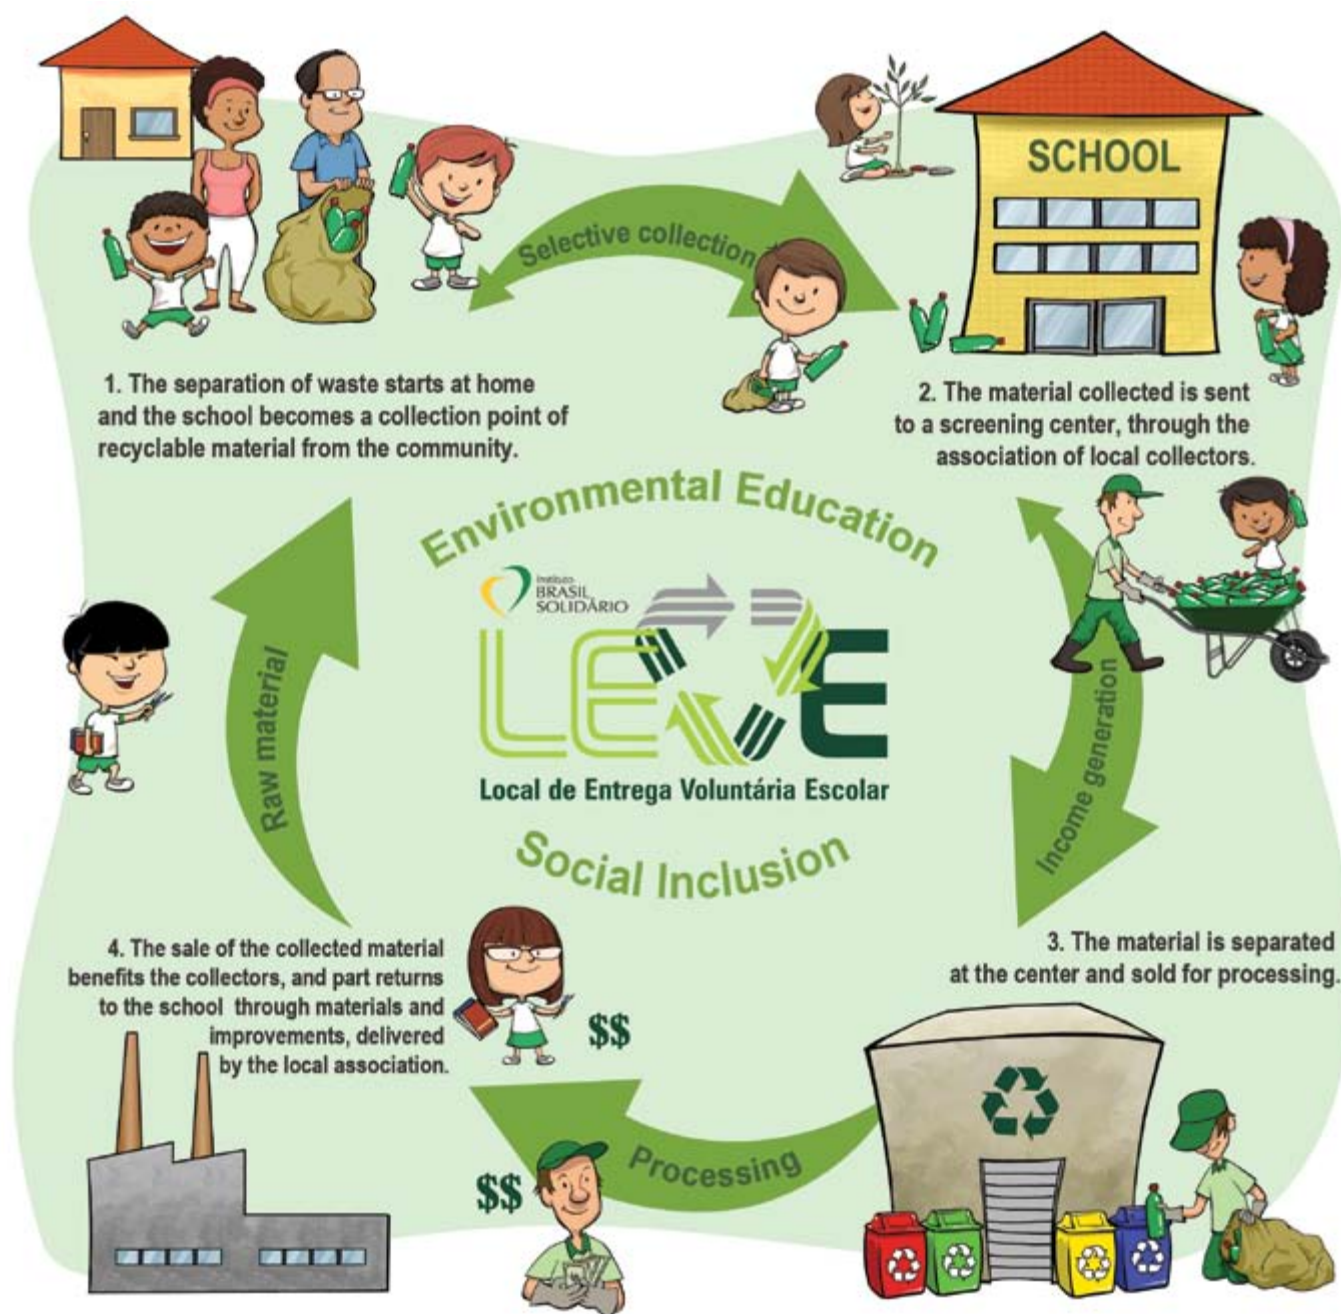 SCHOOL
Selective collection
1. The separation of waste starts at home
and the school becomes a collection point of
recyclable material from the community.
2. The material collected is sent
to a screening center, through the
association of local collectors.
Environmental Education
Instituto
BRASIL
SOLIDÁRIO
LEVE
Local de Entrega Voluntária Escolar
Social Inclusion
Raw material
Income generation
3. The material is separated
at the center and sold for processing.
4. The sale of the collected material
benefits the collectors, and part returns
to the school through materials and
improvements, delivered
by the local association.
$$
Processing
$$